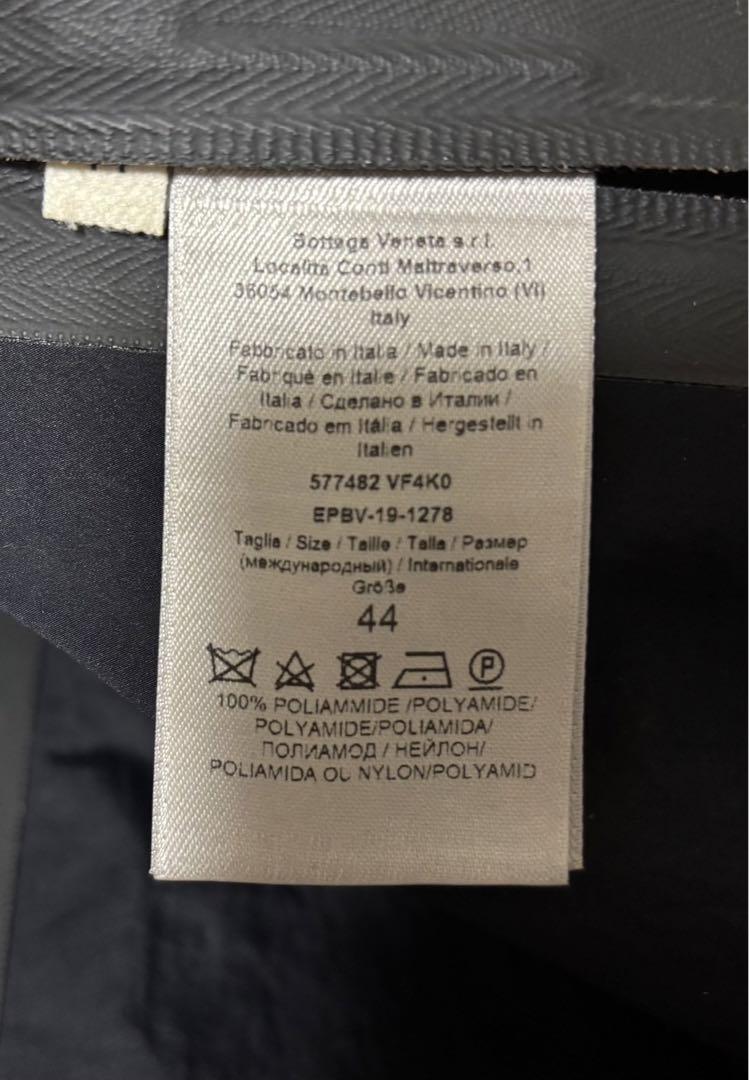 Bottega Veneta s.r.l.
Località Conti Maltraverso,1
36054 Montebello Vicentino (VI)
Italy
Fabbricato in Italia / Made in Italy /
Fabriqué en Italie / Fabricado en
Italia / Сделано в Италии /
Fabricado em Itália / Hergestellt in
Italien
577482 VF4K0
EPBV-19-1278
Taglia / Size / Taille / Talla / Размер
(международный) / Internationale
Größe
44
P
100% POLIAMMIDE /POLYAMIDE/
POLYAMIDE/POLIAMIDA/
ПОЛИАМОД / НЕЙЛОН/
POLIAMIDA OU NYLON/POLYAMID